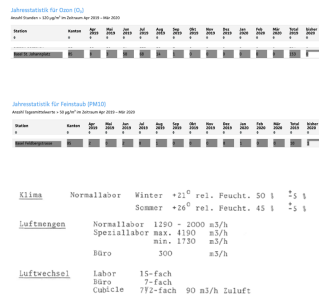 Jahresstatistik für Ozon (O₃)
Anzahl Stunden > 120 µg/m³ im Zeitraum Apr 2019 - Mär 2020
Station Kanton Apr 2019 Mai 2019 Jun 2019 Jul 2019 Aug 2019 Sep 2019 Okt 2019 Nov 2019 Dez 2019 Jan 2020 Feb 2020 Mär 2020 Total 2019 bisher 2020
Basel St. Johannplatz
Jahresstatistik für Feinstaub (PM10)
Anzahl Tagesmittelwerte > 50 µg/m³ im Zeitraum Apr 2019 - Mär 2020
Station Kanton Apr 2019 Mai 2019 Jun 2019 Jul 2019 Aug 2019 Sep 2019 Okt 2019 Nov 2019 Dez 2019 Jan 2020 Feb 2020 Mär 2020 Total 2019 bisher 2020
Basel Feldbergstrasse
Klima Normallabor Winter +21° rel. Feucht. 50 % ±5 %
Sommer +26° rel. Feucht. 45 % ±5 %
Luftmengen Normallabor 1290 - 2000 m3/h
Speziallabor max. 4190 m3/h
min. 1730 m3/h
Büro 300 m3/h
Luftwechsel Labor 15-fach
Büro 7-fach
Cubicle 90 m3/h Zuluft